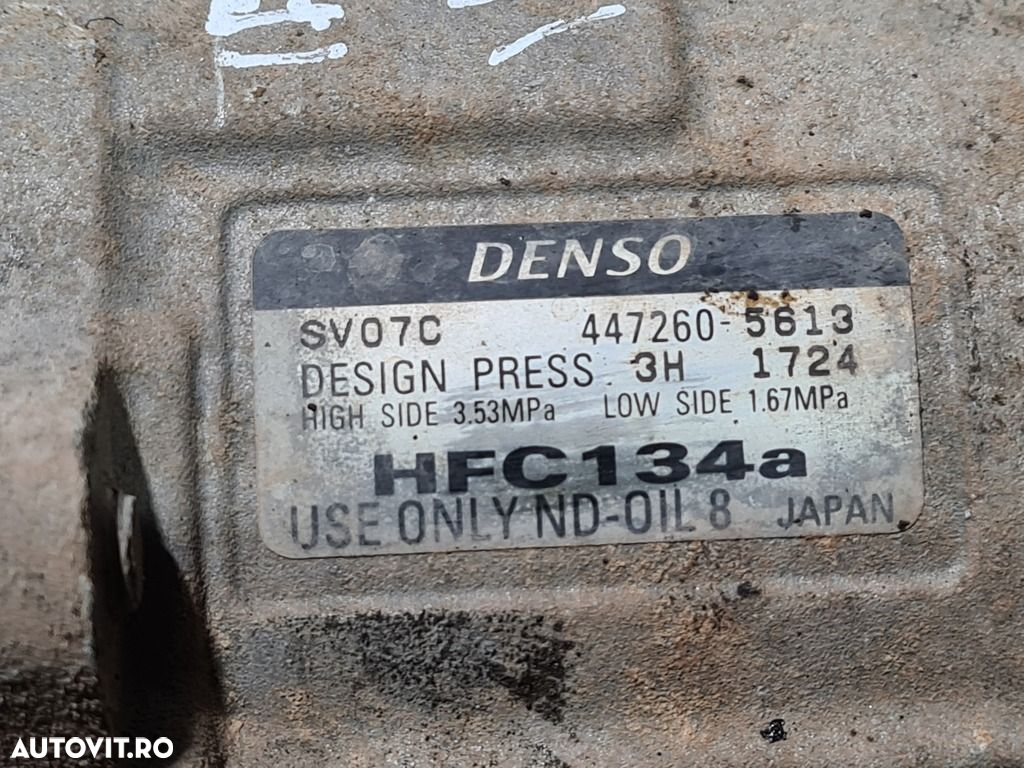 DENSO
SV07C 447260-5613
DESIGN PRESS. 3H 1724
HIGH SIDE 3.53MPa LOW SIDE 1.67MPa
HFC134a
USE ONLY ND-OIL 8 JAPAN
AUTOVIT.RO